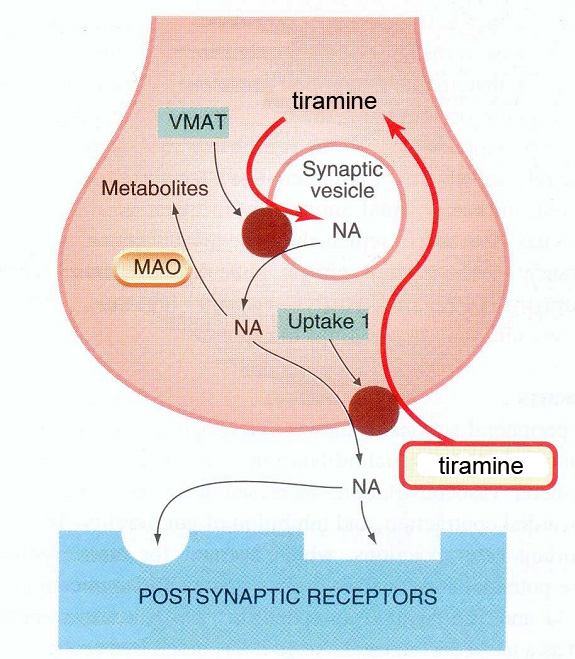 tiramine
VMAT
Synaptic
vesicle
Metabolites
NA
MAO
NA
Uptake 1
tiramine
NA
POSTSYNAPTIC RECEPTORS